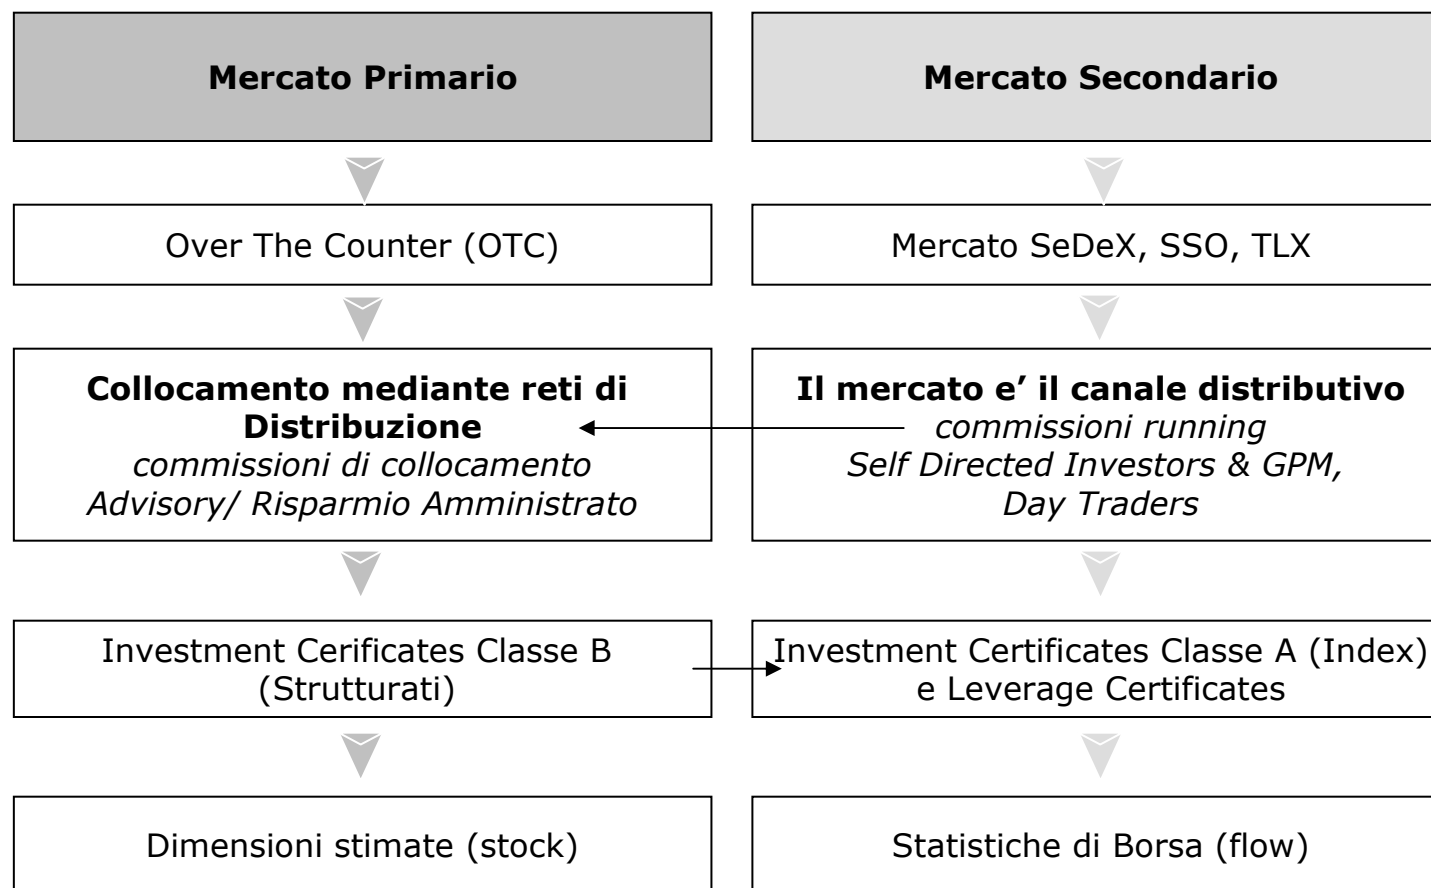 Mercato Primario
Mercato Secondario
Over The Counter (OTC)
Mercato SeDeX, SSO, TLX
Collocamento mediante reti di
Distribuzione
commissioni di collocamento
Advisory/ Risparmio Amministrato
Il mercato e’ il canale distributivo
commissioni running
Self Directed Investors & GPM,
Day Traders
Investment Cerificates Classe B
(Strutturati)
Investment Certificates Classe A (Index)
e Leverage Certificates
Dimensioni stimate (stock)
Statistiche di Borsa (flow)